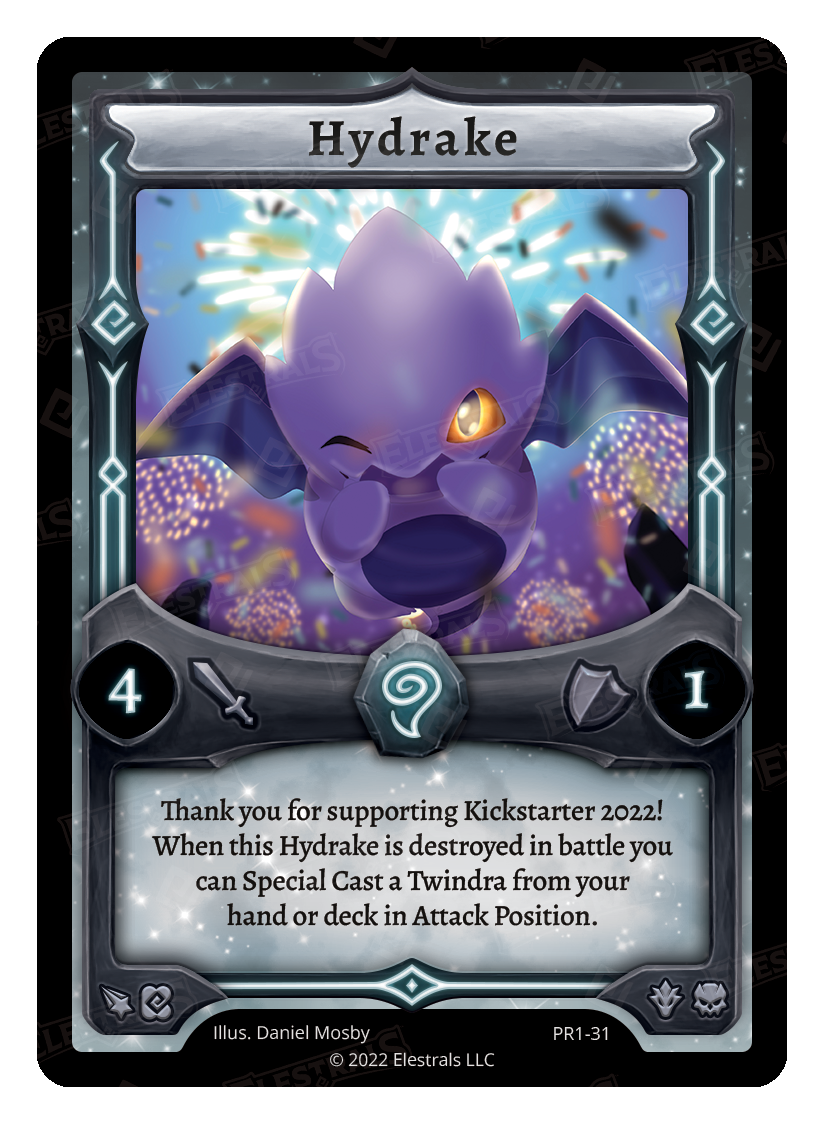 Hydrake
4
1
Thank you for supporting Kickstarter 2022!
When this Hydrake is destroyed in battle you
can Special Cast a Twindra from your
hand or deck in Attack Position.
Illus. Daniel Mosby
PR1-31
© 2022 Elestrals LLC